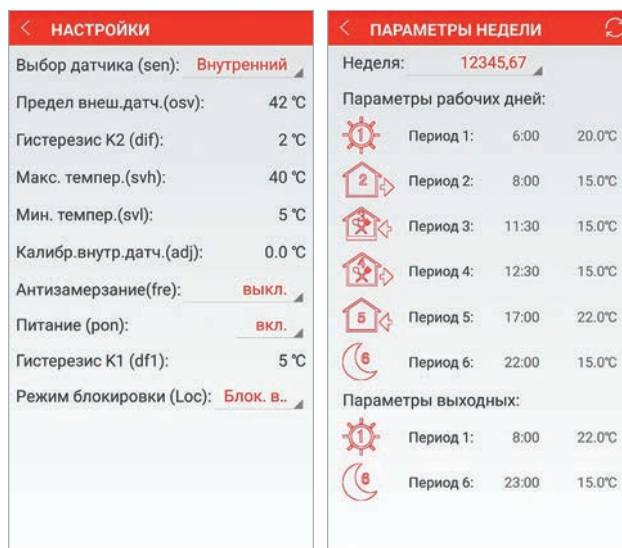 НАСТРОЙКИ
Выбор датчика (sen): Внутренний
Предел внеш.датч.(osv): 42 °C
Гистерезис К2 (dif): 2 °C
Макс. темпер.(svh): 40 °C
Мин. темпер.(svl): 5 °C
Калибр.внутр.датч.(adj): 0.0 °C
Антизамерзание(fre): выкл.
Питание (pon): вкл.
Гистерезис К1 (df1): 5 °C
Режим блокировки (Loc): Блок. в..
ПАРАМЕТРЫ НЕДЕЛИ
Неделя: 12345,67
Параметры рабочих дней:
1 Период 1: 6:00 20.0°C
2 Период 2: 8:00 15.0°C
3 Период 3: 11:30 15.0°C
4 Период 4: 12:30 15.0°C
5 Период 5: 17:00 22.0°C
6 Период 6: 22:00 15.0°C
Параметры выходных:
1 Период 1: 8:00 22.0°C
6 Период 6: 23:00 15.0°C